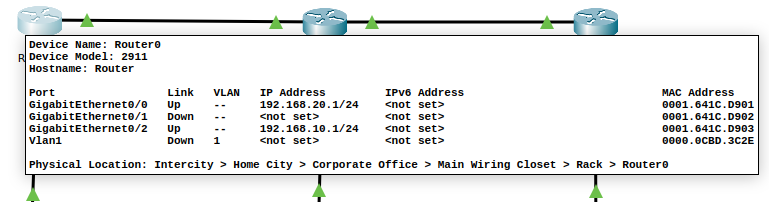 R
Device Name: Router0
Device Model: 2911
Hostname: Router
Port Link VLAN IP Address IPv6 Address MAC Address
GigabitEthernet0/0 Up -- 192.168.20.1/24 <not set> 0001.641C.D901
GigabitEthernet0/1 Down -- <not set> <not set> 0001.641C.D902
GigabitEthernet0/2 Up -- 192.168.10.1/24 <not set> 0001.641C.D903
Vlan1 Down 1 <not set> <not set> 0000.0CBD.3C2E
Physical Location: Intercity > Home City > Corporate Office > Main Wiring Closet > Rack > Router0